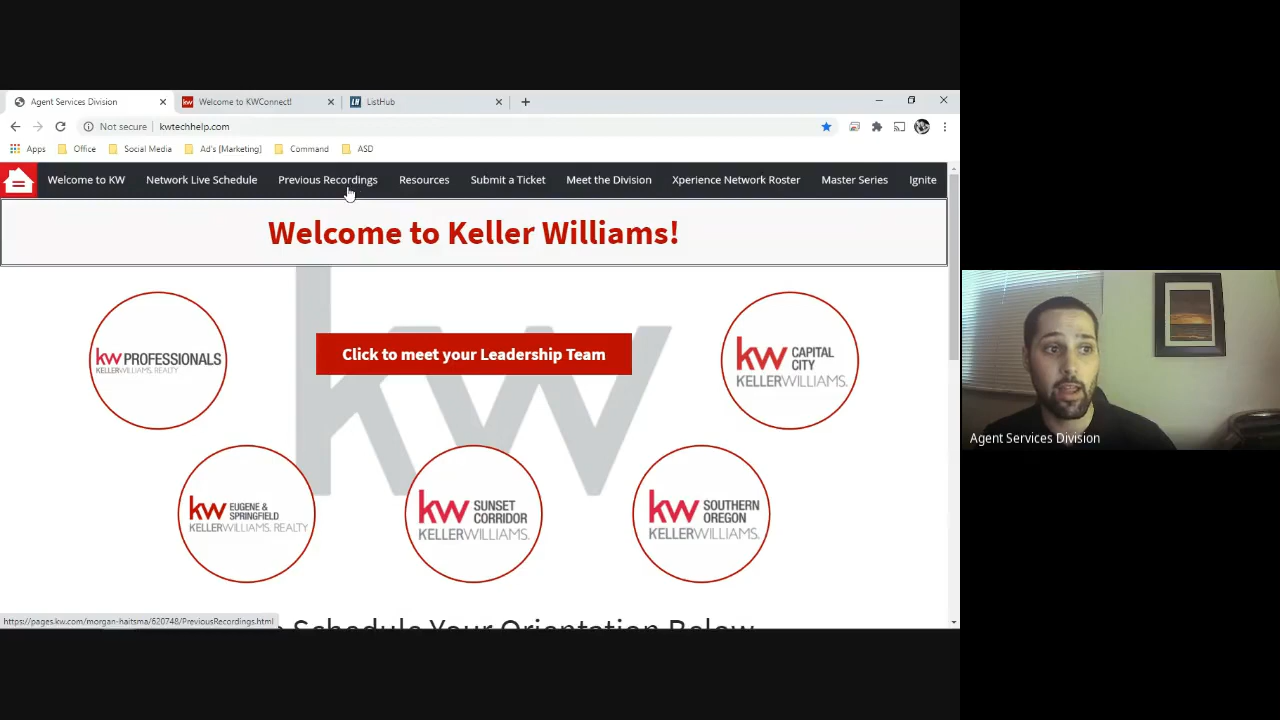 Agent Services Division
Welcome to KWConnect!
ListHub
Not secure
kwtechhelp.com
Apps
Office
Social Media
Ad's [Marketing]
Command
ASD
Welcome to KW
Network Live Schedule
Previous Recordings
Resources
Submit a Ticket
Meet the Division
Xperience Network Roster
Master Series
Ignite
Welcome to Keller Williams!
Click to meet your Leadership Team
kw PROFESSIONALS
KELLERWILLIAMS. REALTY
kw CAPITAL CITY
KELLERWILLIAMS.
kw EUGENE & SPRINGFIELD
KELLERWILLIAMS. REALTY
kw SUNSET CORRIDOR
KELLERWILLIAMS.
kw SOUTHERN OREGON
KELLERWILLIAMS.
kw
Schedule Your Orientation Below
https://pages.kw.com/morgan-haitsma/620748/PreviousRecordings.html
Agent Services Division